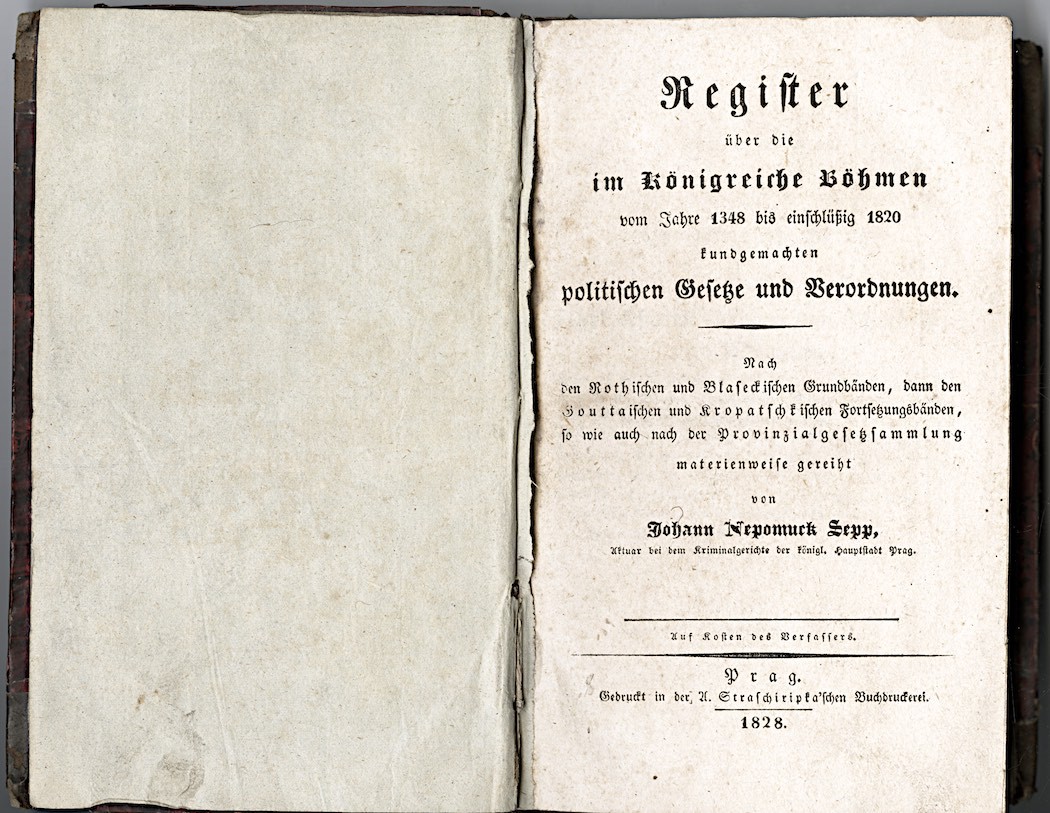 Register
über die
im Königreiche Böhmen
vom Jahre 1348 bis einschlüßig 1820
kundgemachten
politischen Gesetze und Verordnungen.
Nach
den Rothischen und Blaseckischen Grundbänden, dann den
Gouttaischen und Kropatschkischen Fortsetzungsbänden,
so wie auch nach der Provinzialgesetzsammlung
materienweise gereiht
von
Johann Nepomuck Sepp,
Aktuar bei dem Kriminalgerichte der königl. Hauptstadt Prag.
Auf Kosten des Verfassers.
Prag.
Gedruckt in der A. Straschiripka'schen Buchdruckerei.
1828.